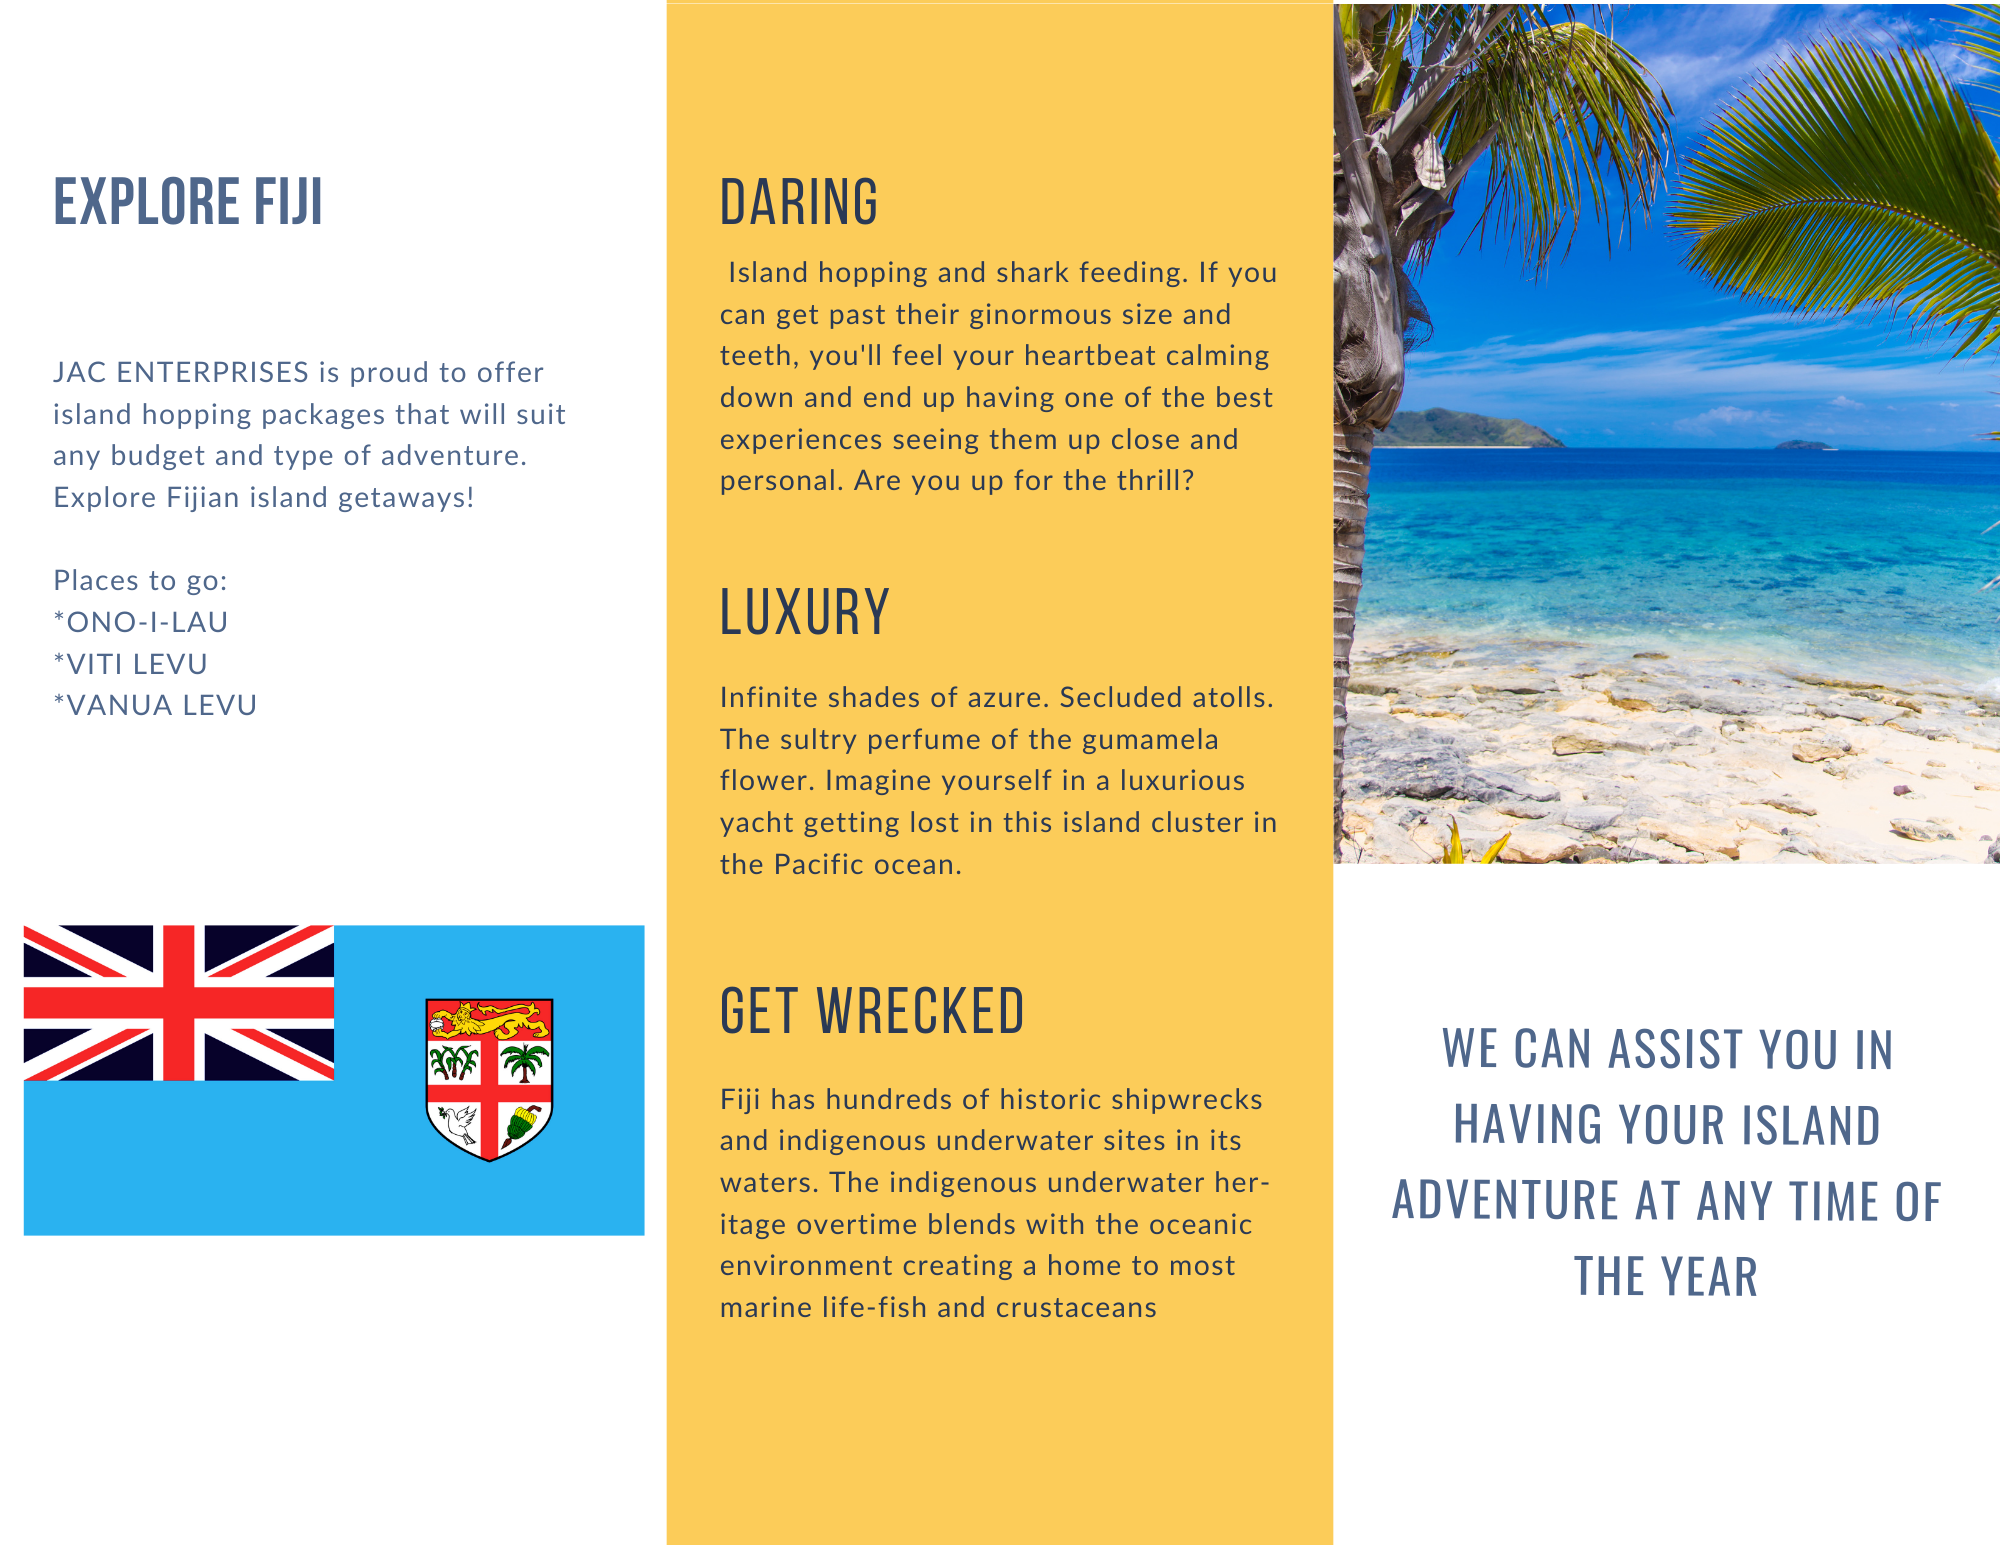 EXPLORE FIJI
JAC ENTERPRISES is proud to offer
island hopping packages that will suit
any budget and type of adventure.
Explore Fijian island getaways!
Places to go:
*ONO-I-LAU
*VITI LEVU
*VANUA LEVU
DARING
Island hopping and shark feeding. If you
can get past their ginormous size and
teeth, you'll feel your heartbeat calming
down and end up having one of the best
experiences seeing them up close and
personal. Are you up for the thrill?
LUXURY
Infinite shades of azure. Secluded atolls.
The sultry perfume of the gumamela
flower. Imagine yourself in a luxurious
yacht getting lost in this island cluster in
the Pacific ocean.
GET WRECKED
Fiji has hundreds of historic shipwrecks
and indigenous underwater sites in its
waters. The indigenous underwater her-
itage overtime blends with the oceanic
environment creating a home to most
marine life-fish and crustaceans
WE CAN ASSIST YOU IN
HAVING YOUR ISLAND
ADVENTURE AT ANY TIME OF
THE YEAR